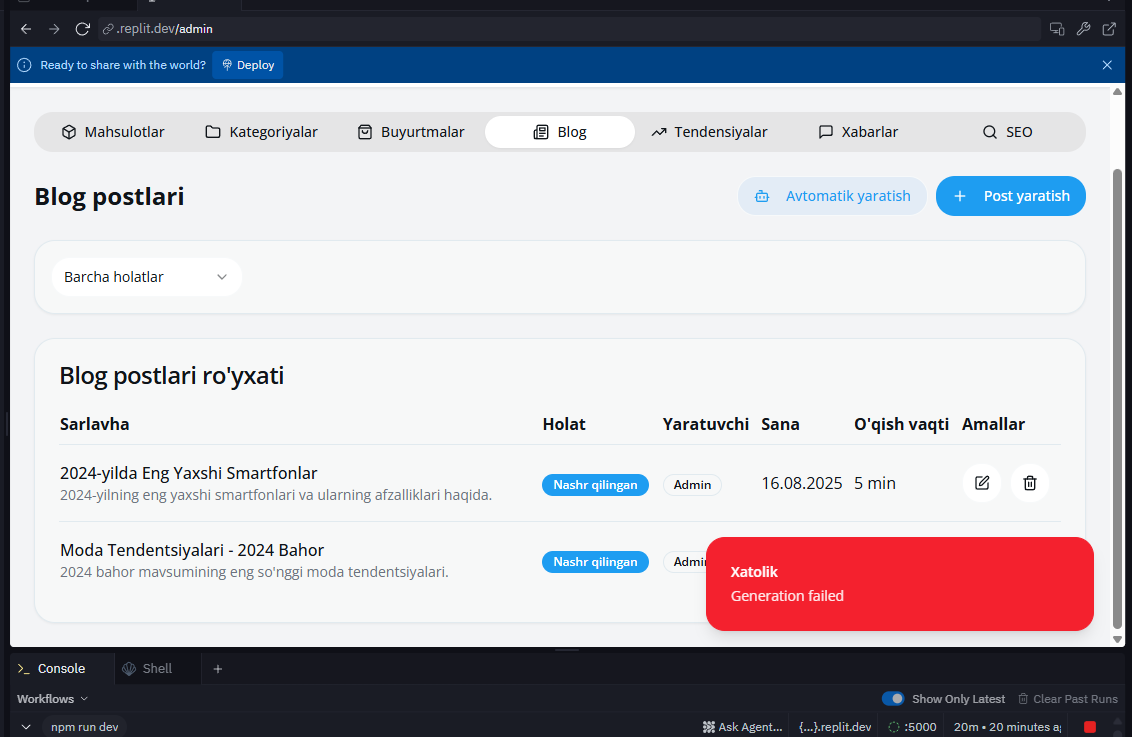 .replit.dev/admin
Ready to share with the world? Deploy
Mahsulotlar Kategoriyalar Buyurtmalar Blog Tendensiyalar Xabarlar SEO
Blog postlari Avtomatik yaratish + Post yaratish
Barcha holatlar
Blog postlari ro'yxati
Sarlavha Holat Yaratuvchi Sana O'qish vaqti Amallar
2024-yilda Eng Yaxshi Smartfonlar
2024-yilning eng yaxshi smartfonlari va ularning afzalliklari haqida.
Nashr qilingan Admin 16.08.2025 5 min
Moda Tendentsiyalari - 2024 Bahor
2024 bahor mavsumining eng so'nggi moda tendentsiyalari.
Nashr qilingan Admin
Xatolik
Generation failed
Console Shell +
Workflows Show Only Latest Clear Past Runs
npm run dev Ask Agent... {...}.replit.dev :5000 20m • 20 minutes